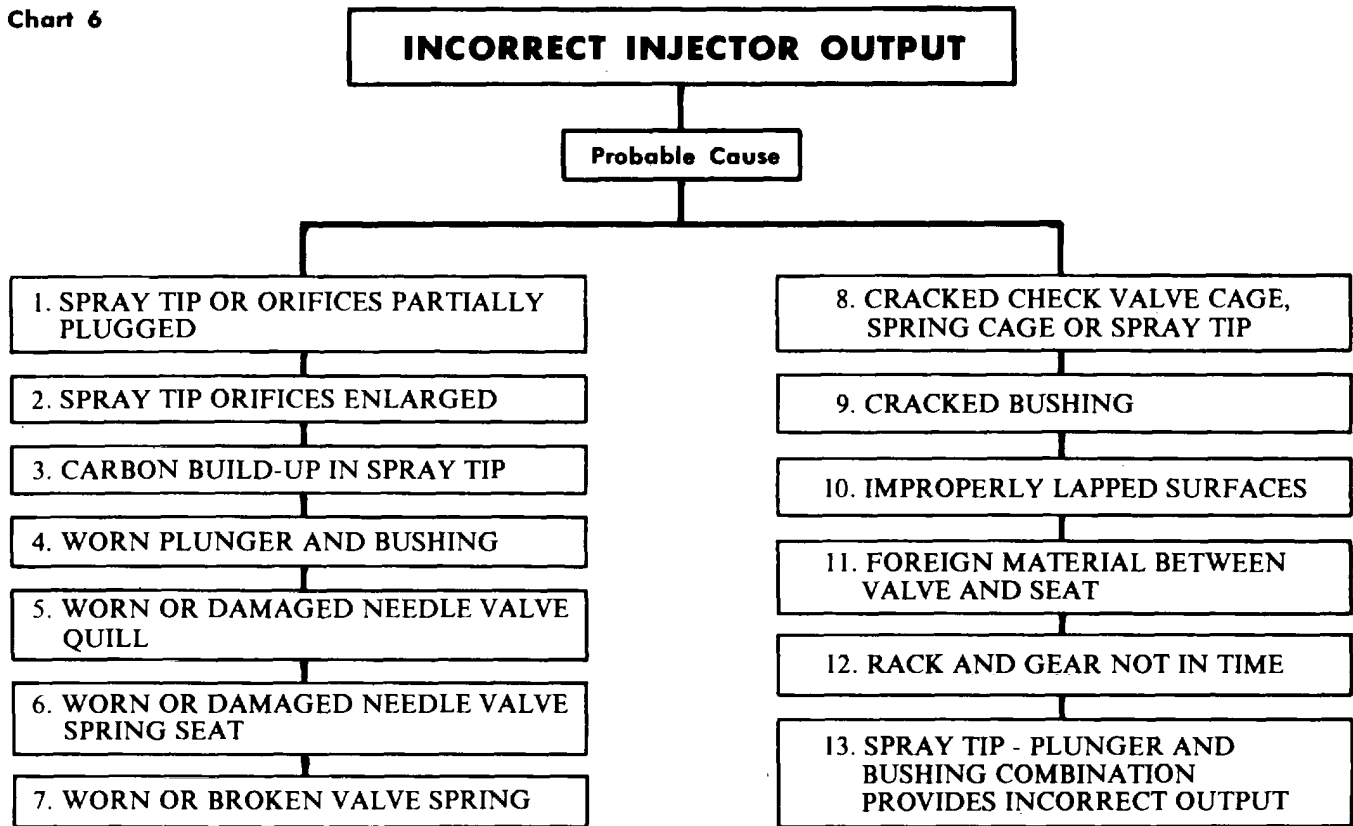 Chart 6
INCORRECT INJECTOR OUTPUT
Probable Cause
1. SPRAY TIP OR ORIFICES PARTIALLY
PLUGGED
2. SPRAY TIP ORIFICES ENLARGED
3. CARBON BUILD-UP IN SPRAY TIP
4. WORN PLUNGER AND BUSHING
5. WORN OR DAMAGED NEEDLE VALVE
QUILL
6. WORN OR DAMAGED NEEDLE VALVE
SPRING SEAT
7. WORN OR BROKEN VALVE SPRING
8. CRACKED CHECK VALVE CAGE,
SPRING CAGE OR SPRAY TIP
9. CRACKED BUSHING
10. IMPROPERLY LAPPED SURFACES
11. FOREIGN MATERIAL BETWEEN
VALVE AND SEAT
12. RACK AND GEAR NOT IN TIME
13. SPRAY TIP - PLUNGER AND
BUSHING COMBINATION
PROVIDES INCORRECT OUTPUT